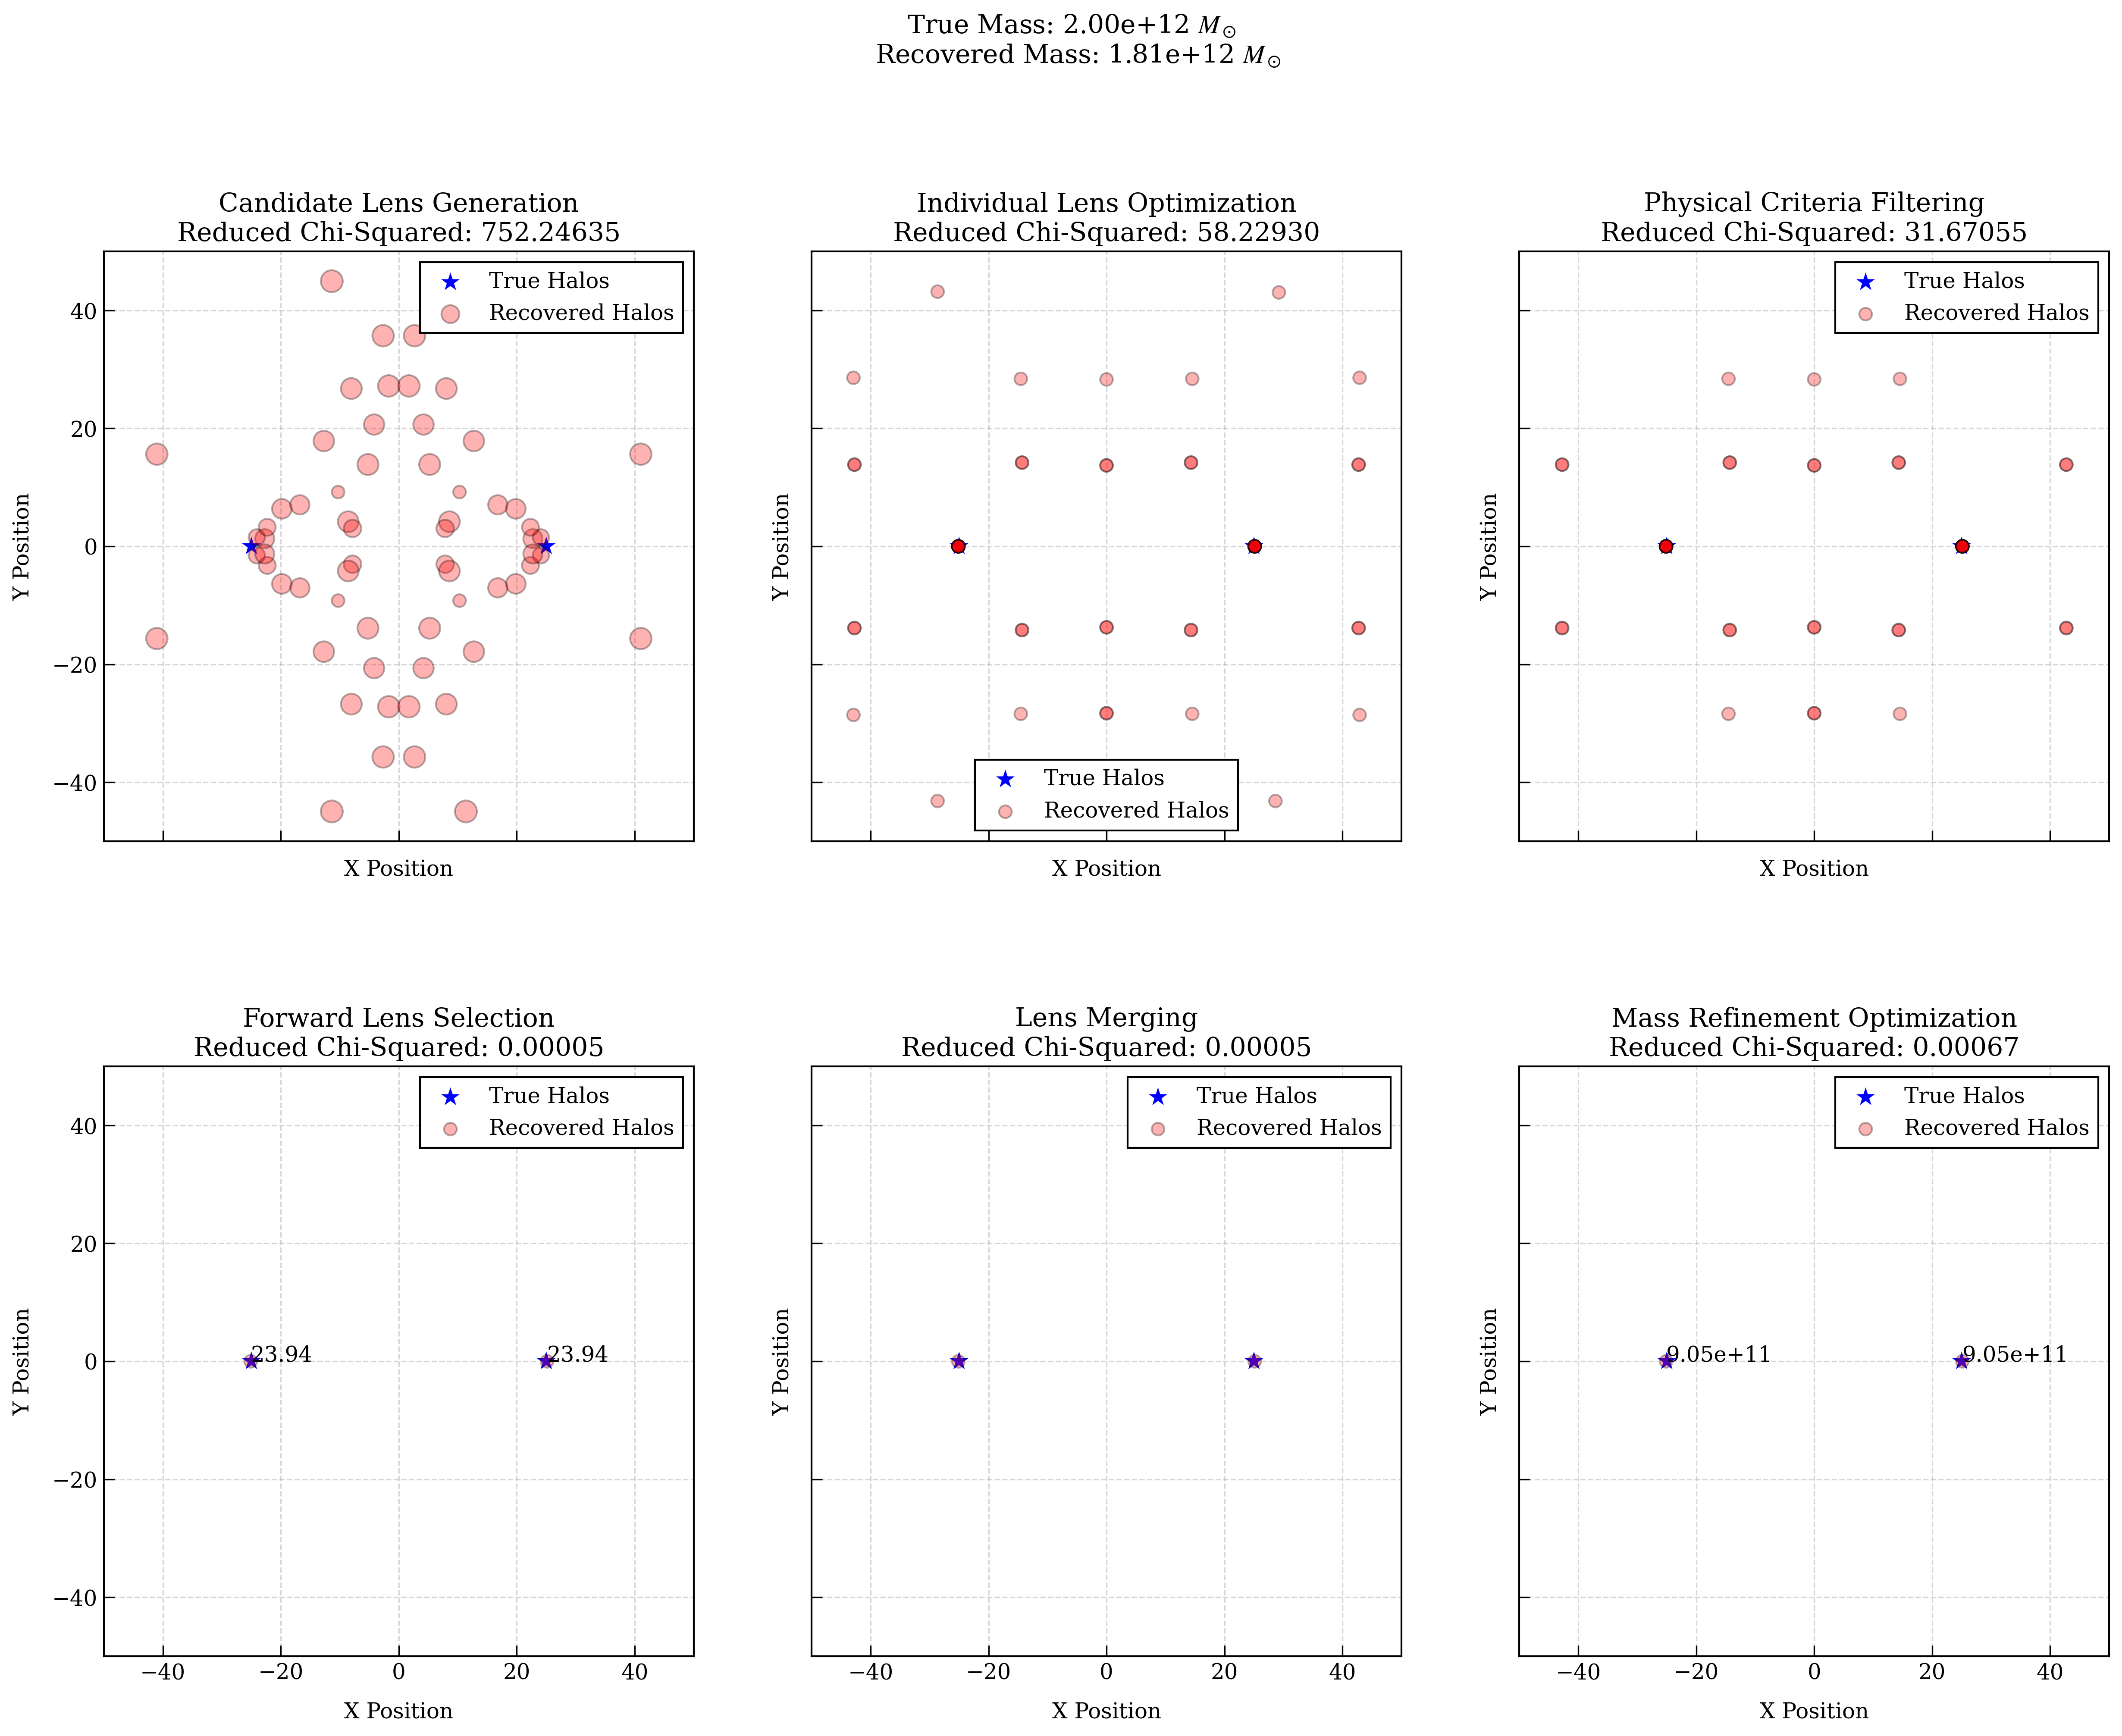 True Mass: 2.00e+12 M☉
Recovered Mass: 1.81e+12 M☉
Candidate Lens Generation
Reduced Chi-Squared: 752.24635
True Halos
Recovered Halos
40
20
0
−20
−40
Y Position
X Position
Individual Lens Optimization
Reduced Chi-Squared: 58.22930
True Halos
Recovered Halos
Y Position
X Position
Physical Criteria Filtering
Reduced Chi-Squared: 31.67055
True Halos
Recovered Halos
Y Position
X Position
Forward Lens Selection
Reduced Chi-Squared: 0.00005
True Halos
Recovered Halos
40
20
0
−20
−40
23.94
23.94
Y Position
−40 −20 0 20 40
X Position
Lens Merging
Reduced Chi-Squared: 0.00005
True Halos
Recovered Halos
Y Position
−40 −20 0 20 40
X Position
Mass Refinement Optimization
Reduced Chi-Squared: 0.00067
True Halos
Recovered Halos
9.05e+11
9.05e+11
Y Position
−40 −20 0 20 40
X Position